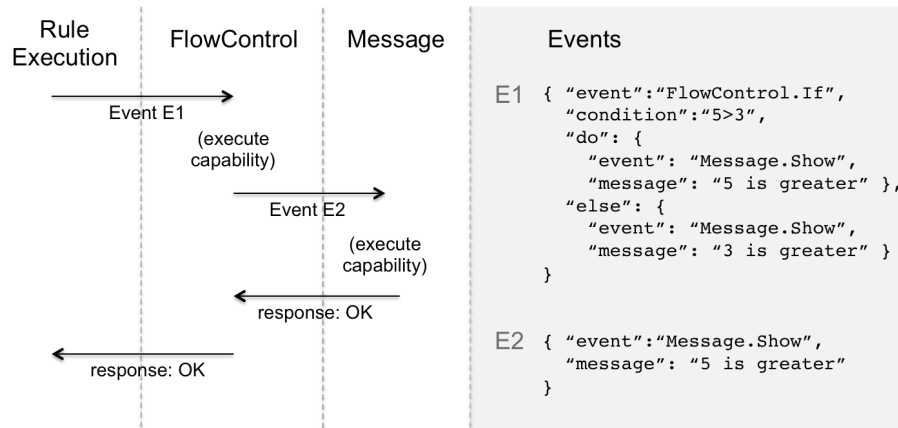 Rule
Execution
FlowControl
Message
Event E1
(execute
capability)
Event E2
(execute
capability)
response: OK
response: OK
Events
E1 { “event”:“FlowControl.If”,
“condition”:“5>3”,
“do”: {
“event”: “Message.Show”,
“message”: “5 is greater” },
“else”: {
“event”: “Message.Show”,
“message”: “3 is greater” }
}
E2 { “event”:“Message.Show”,
“message”: “5 is greater”
}